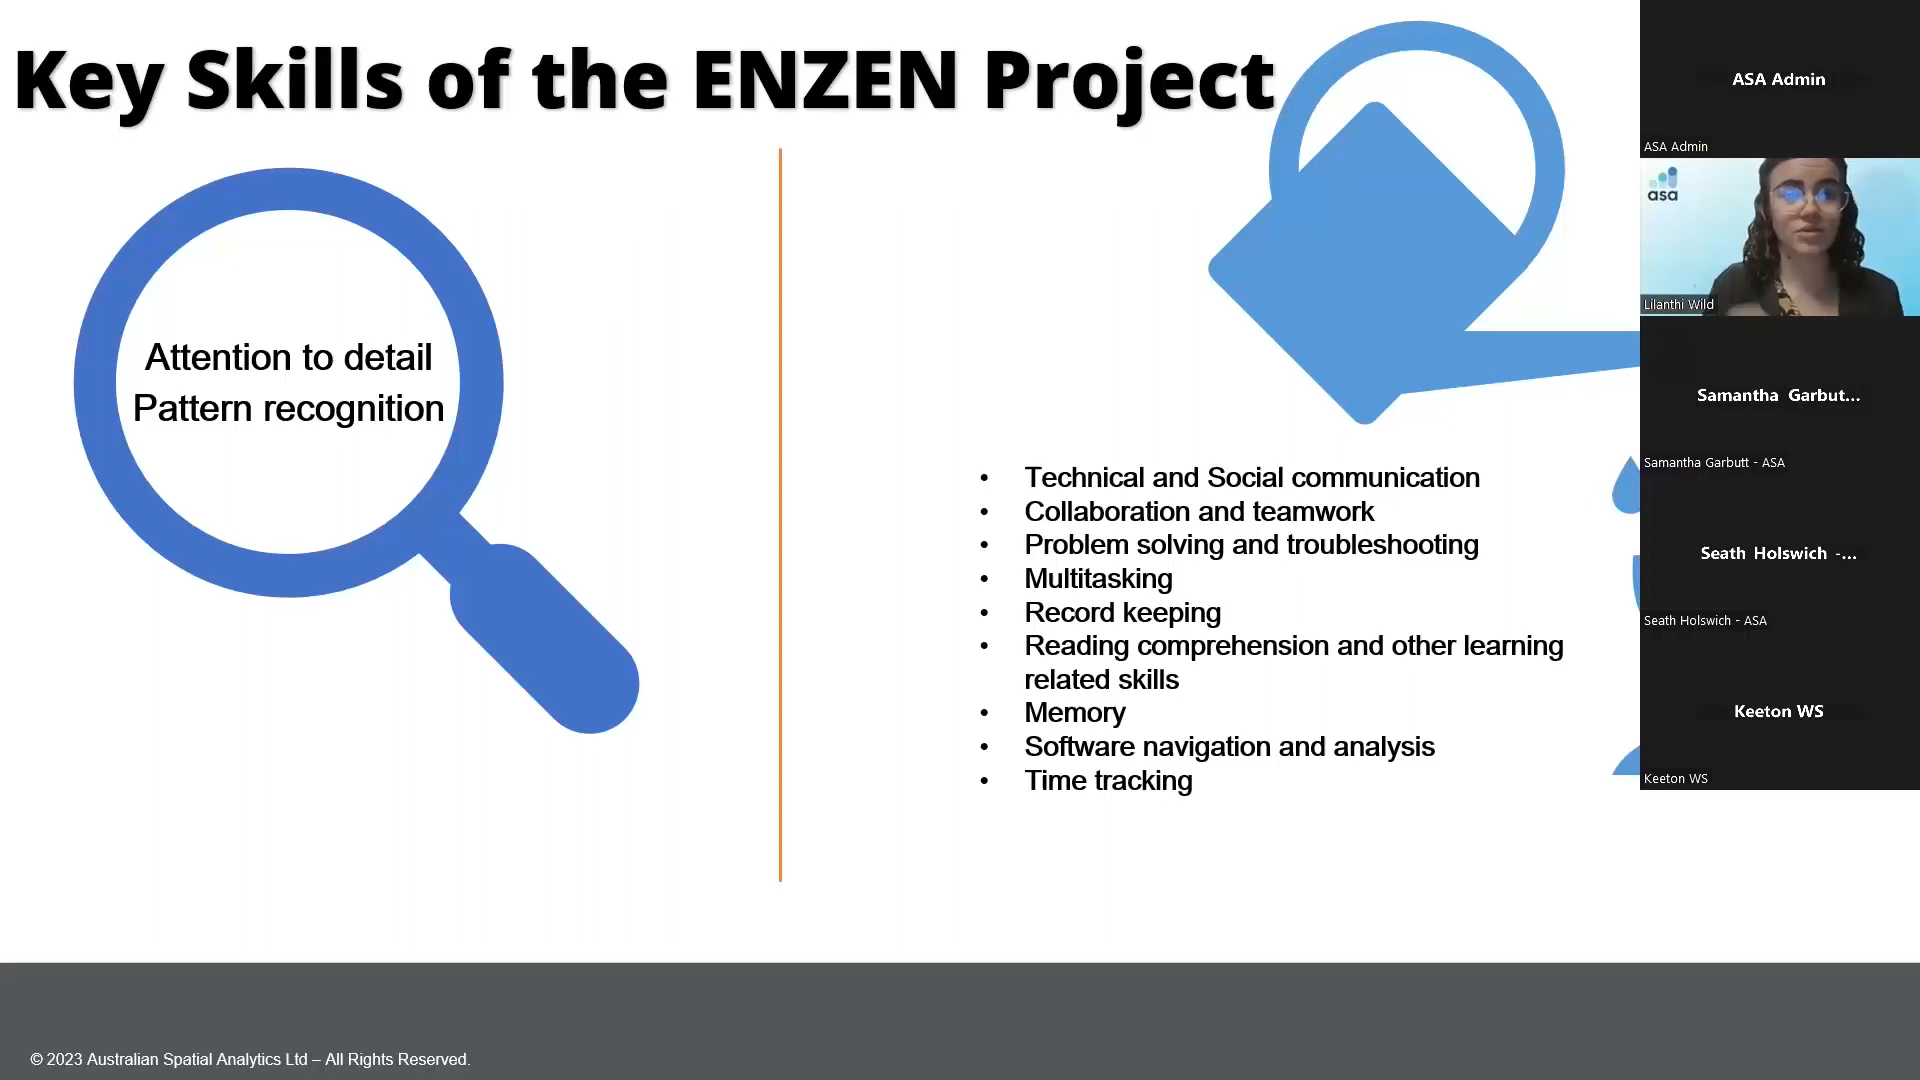 Key Skills of the ENZEN Project
Attention to detail
Pattern recognition
• Technical and Social communication
• Collaboration and teamwork
• Problem solving and troubleshooting
• Multitasking
• Record keeping
• Reading comprehension and other learning
related skills
• Memory
• Software navigation and analysis
• Time tracking
ASA Admin
ASA Admin
asa
Lilanthi Wild
Samantha Garbut...
Samantha Garbutt - ASA
Seath Holswich -...
Seath Holswich - ASA
Keeton WS
Keeton WS
© 2023 Australian Spatial Analytics Ltd – All Rights Reserved.